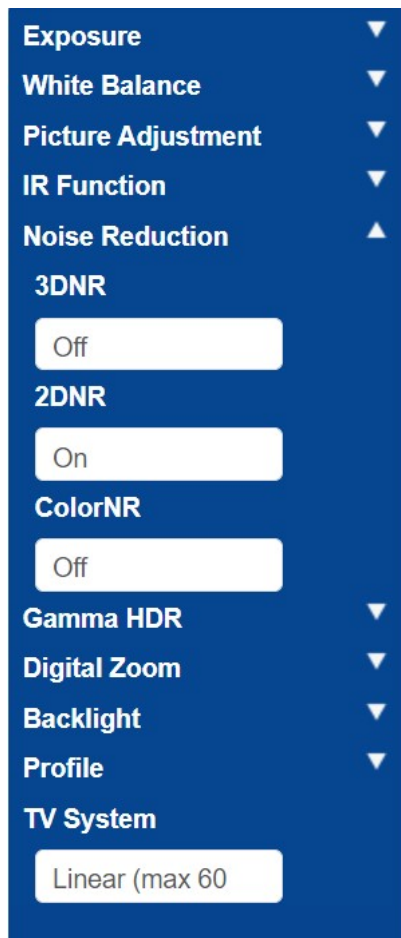 Exposure
White Balance
Picture Adjustment
IR Function
Noise Reduction
3DNR
Off
2DNR
On
ColorNR
Off
Gamma HDR
Digital Zoom
Backlight
Profile
TV System
Linear (max 60